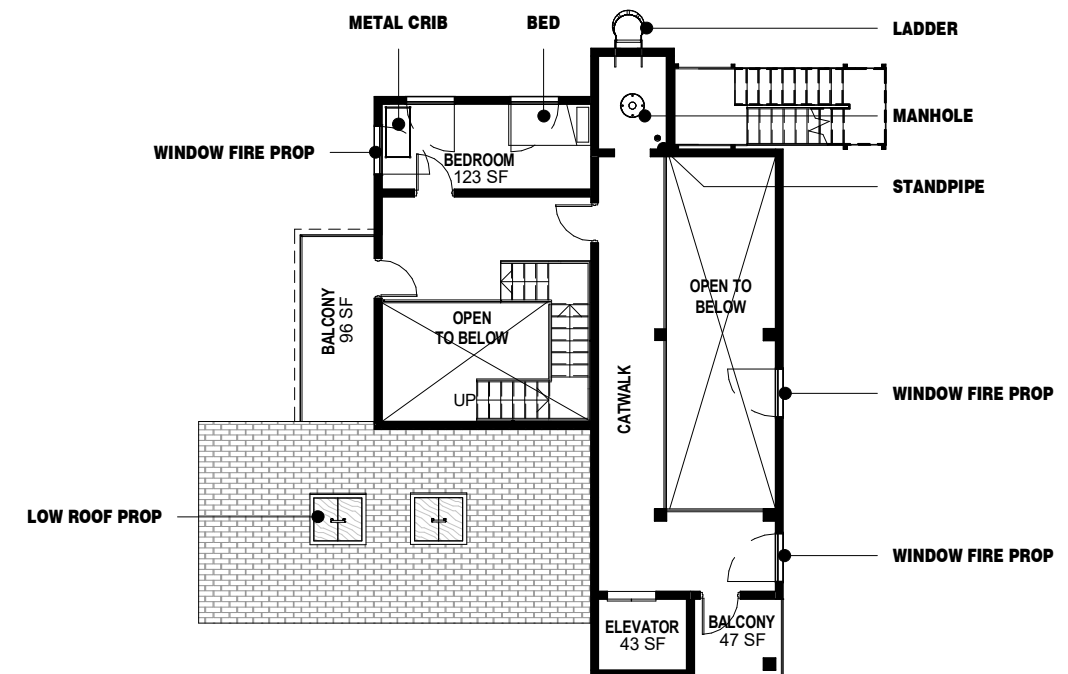 METAL CRIB
BED
LADDER
MANHOLE
WINDOW FIRE PROP
BEDROOM
123 SF
STANDPIPE
OPEN TO
BELOW
BALCONY
96 SF
OPEN
TO BELOW
UP
CATWALK
WINDOW FIRE PROP
LOW ROOF PROP
WINDOW FIRE PROP
ELEVATOR
43 SF
BALCONY
47 SF